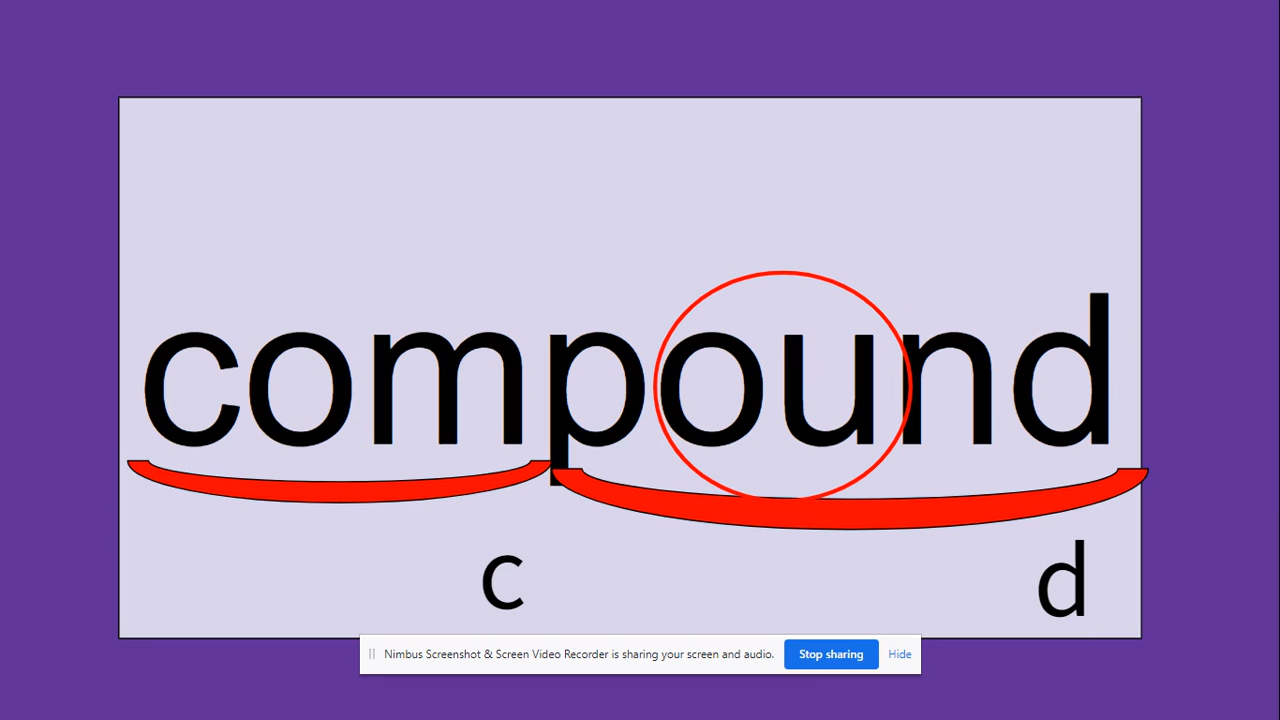 compound
c d
Nimbus Screenshot & Screen Video Recorder is sharing your screen and audio. Stop sharing Hide